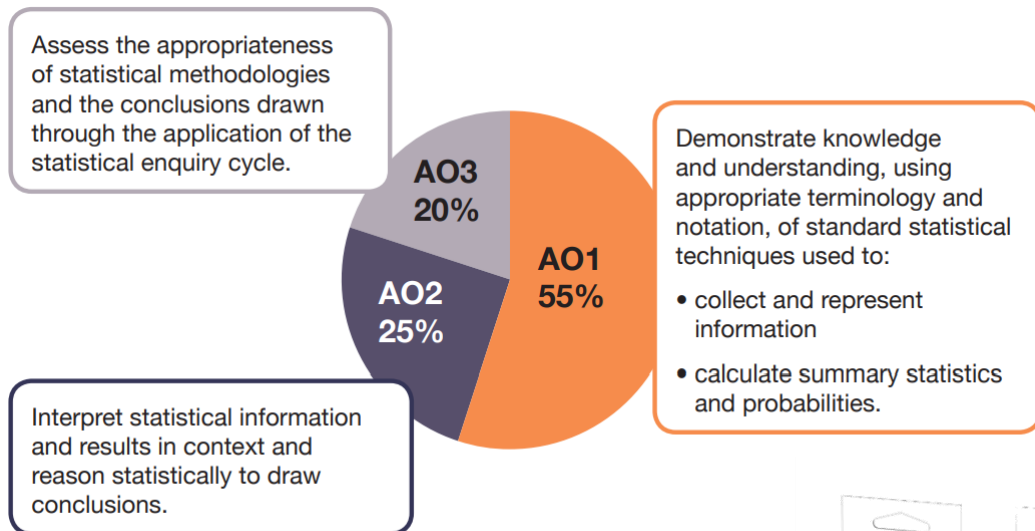 Assess the appropriateness
of statistical methodologies
and the conclusions drawn
through the application of the
statistical enquiry cycle.
AO3
20%
AO1
55%
AO2
25%
Demonstrate knowledge
and understanding, using
appropriate terminology and
notation, of standard statistical
techniques used to:
• collect and represent
information
• calculate summary statistics
and probabilities.
Interpret statistical information
and results in context and
reason statistically to draw
conclusions.